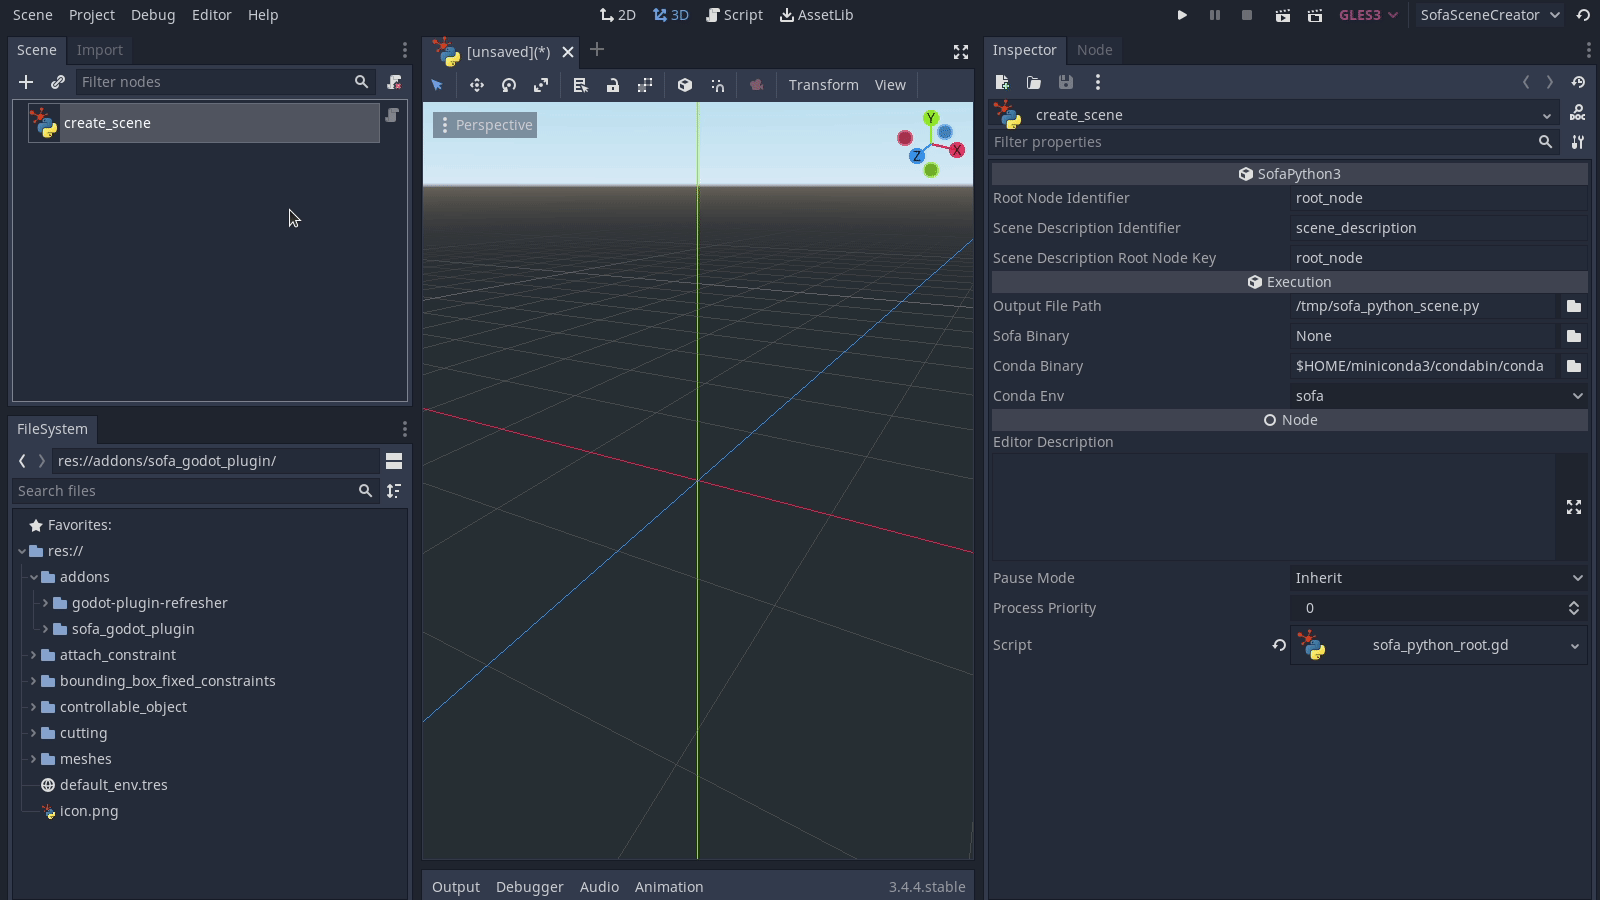 Scene Project Debug Editor Help
2D 3D Script AssetLib
GLES3 SofaSceneCreator
Scene Import
Filter nodes
create_scene
FileSystem
res://addons/sofa_godot_plugin/
Search files
Favorites:
res://
addons
godot-plugin-refresher
sofa_godot_plugin
attach_constraint
bounding_box_fixed_constraints
controllable_object
cutting
meshes
default_env.tres
icon.png
[unsaved](*)
Transform View
Perspective
Y
X
Z
Output Debugger Audio Animation 3.4.4.stable
Inspector Node
create_scene
DOC
Filter properties
SofaPython3
Root Node Identifier root_node
Scene Description Identifier scene_description
Scene Description Root Node Key root_node
Execution
Output File Path /tmp/sofa_python_scene.py
Sofa Binary None
Conda Binary $HOME/miniconda3/condabin/conda
Conda Env sofa
Node
Editor Description
Pause Mode Inherit
Process Priority 0
Script sofa_python_root.gd